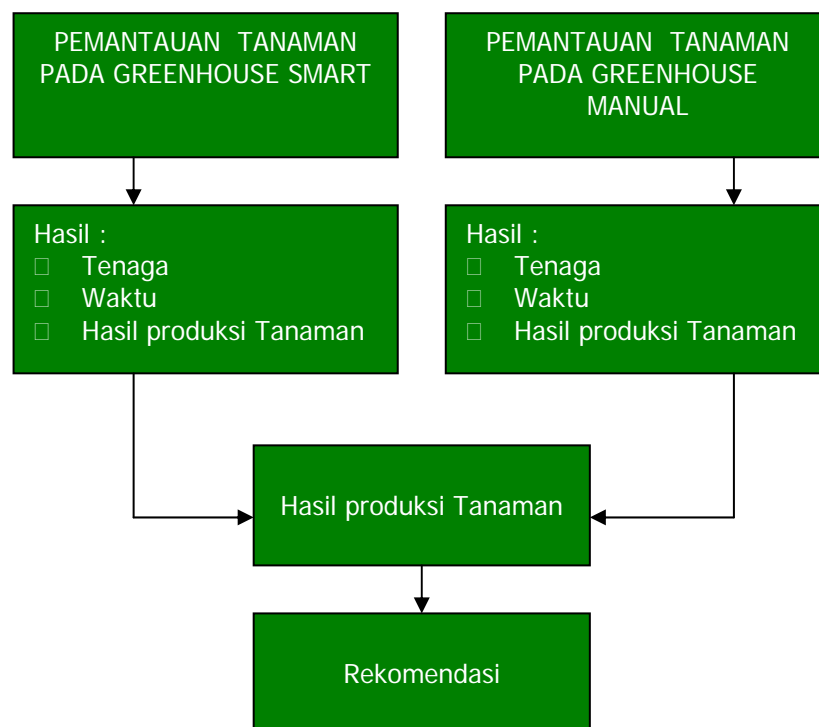 PEMANTAUAN TANAMAN
PADA GREENHOUSE SMART
PEMANTAUAN TANAMAN
PADA GREENHOUSE
MANUAL
Hasil :
Tenaga
Waktu
Hasil produksi Tanaman
Hasil :
Tenaga
Waktu
Hasil produksi Tanaman
Hasil produksi Tanaman
Rekomendasi